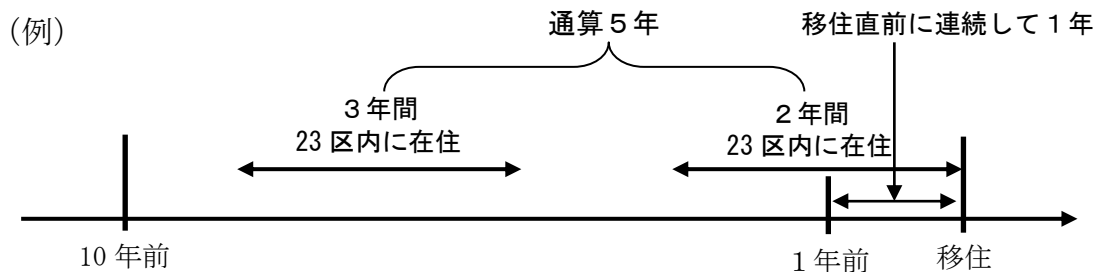 (例)
通算５年
移住直前に連続して１年
３年間
23 区内に在住
２年間
23 区内に在住
10 年前
１年前
移住